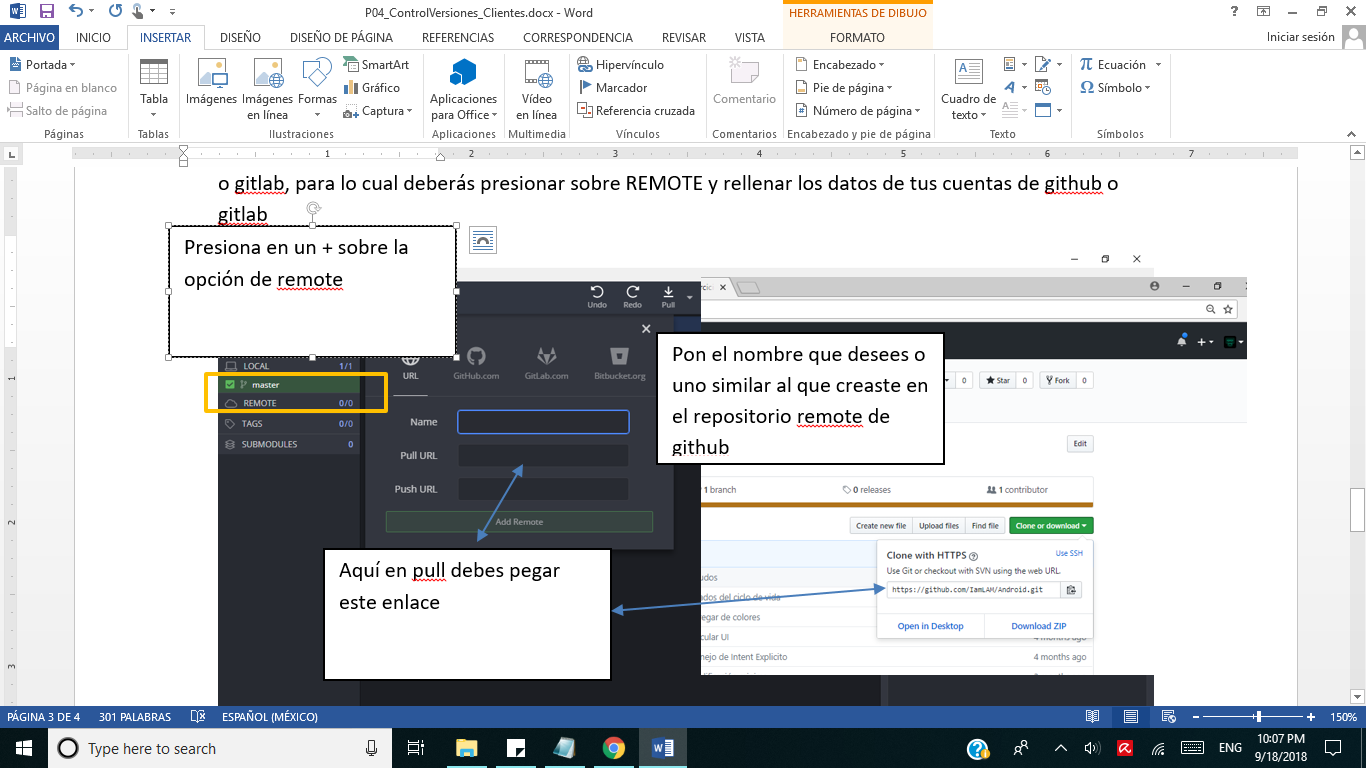 P04_ControlVersiones_Clientes.docx - Word
HERRAMIENTAS DE DIBUJO
ARCHIVO INICIO INSERTAR DISEÑO DISEÑO DE PÁGINA REFERENCIAS CORRESPONDENCIA REVISAR VISTA FORMATO Iniciar sesión
Portada
Página en blanco
Salto de página
Páginas
Tabla
Tablas
Imágenes
Imágenes en línea
Formas
SmartArt
Gráfico
Captura
Ilustraciones
Aplicaciones para Office
Aplicaciones
Vídeo en línea
Multimedia
Hipervínculo
Marcador
Referencia cruzada
Vínculos
Comentario
Comentarios
Encabezado
Pie de página
Número de página
Encabezado y pie de página
Cuadro de texto
Texto
Ecuación
Símbolo
Símbolos
1 2 3 4 5 6 7
o gitlab, para lo cual deberás presionar sobre REMOTE y rellenar los datos de tus cuentas de github o
gitlab
Presiona en un + sobre la
opción de remote
Undo Redo Pull
LOCAL 1/1
master
REMOTE 0/0
TAGS 0/0
SUBMODULES 0
URL GitHub.com GitLab.com Bitbucket.org
Name
Pull URL
Push URL
Add Remote
Pon el nombre que desees o
uno similar al que creaste en
el repositorio remote de
github
0 Star 0 Fork 0
Edit
1 branch 0 releases 1 contributor
Create new file Upload files Find file Clone or download
Clone with HTTPS Use SSH
Use Git or checkout with SVN using the web URL.
https://github.com/IamLAM/Android.git
Open in Desktop Download ZIP
4 months ago
4 months ago
Aquí en pull debes pegar
este enlace
1
2
3
PÁGINA 3 DE 4 301 PALABRAS ESPAÑOL (MÉXICO) 150%
Type here to search
ENG
10:07 PM
9/18/2018